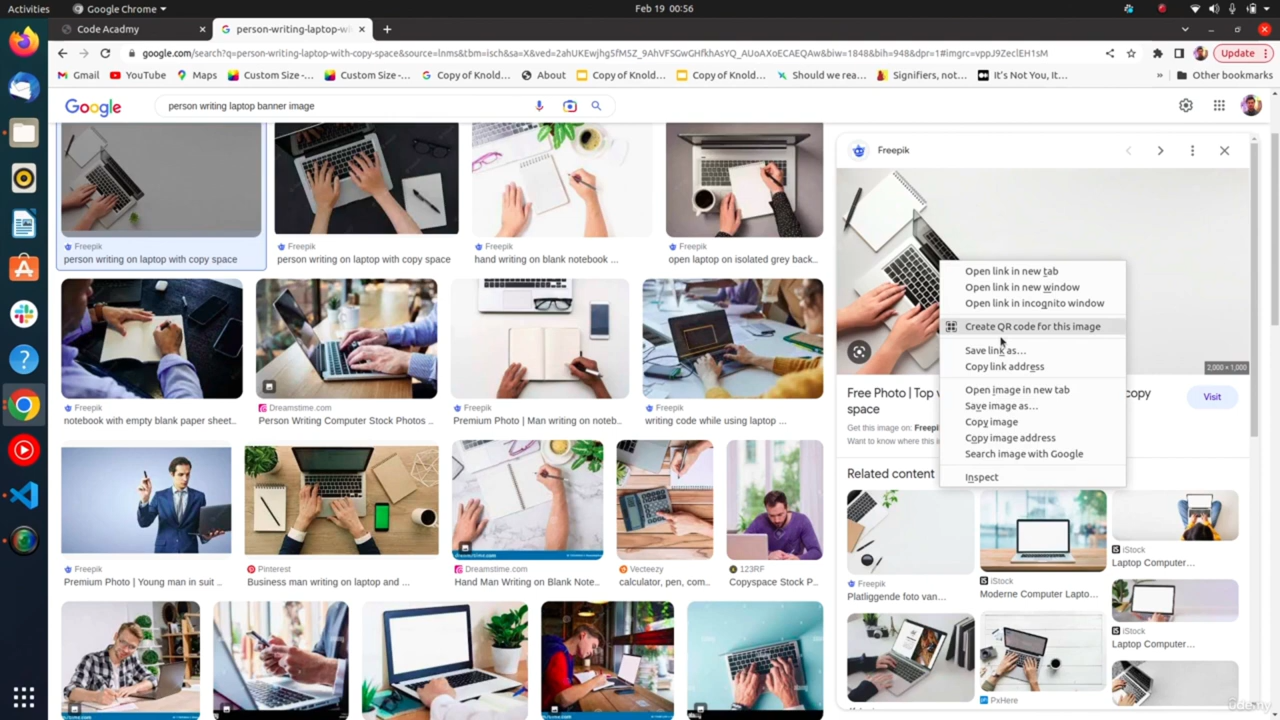 Activities
Google Chrome
Feb 19 00:56
Code Acadmy
person-writing-laptop-wi
google.com/search?q=person-writing-laptop-with-copy-space&source=lnms&tbm=isch&sa=X&ved=2ahUKEwjhg5fMSZ_9AhVFSGwGHfkhAsYQ_AUoAXoECAEQAw&biw=1848&bih=948&dpr=1#imgrc=vppJ9ZeclEH1sM
Update
Gmail
YouTube
Maps
Custom Size -...
Custom Size -...
Copy of Knold...
About
Copy of Knold...
Copy of Knold...
Should we rea...
Signifiers, not...
It's Not You, It...
»
Other bookmarks
Google
person writing laptop banner image
Freepik
Freepik
person writing on laptop with copy space
Freepik
person writing on laptop with copy space
Freepik
hand writing on blank notebook ...
Freepik
open laptop on isolated grey back...
Open link in new tab
Open link in new window
Open link in incognito window
Create QR code for this image
Save link as...
Copy link address
Open image in new tab
Save image as...
Copy image
Copy image address
Search image with Google
Inspect
2,000 × 1,000
Free Photo | Top
copy
space
Visit
Get this image on: Freepi
Want to know where this i
Freepik
notebook with empty blank paper sheet..
Dreamstime.com
Person Writing Computer Stock Photos ..
Freepik
Premium Photo | Man writing on noteb..
Freepik
writing code while using laptop ...
Related content
Freepik
Platliggende foto van...
iStock
Moderne Computer Lapto...
iStock
Laptop Computer...
iStock
Laptop Computer...
PxHere
Freepik
Premium Photo | Young man in suit ..
Pinterest
Business man writing on laptop and ...
Dreamstime.com
Hand Man Writing on Blank Note..
Vecteezy
calculator, pen, com..
123RF
Copyspace Stock P..
ûdemy